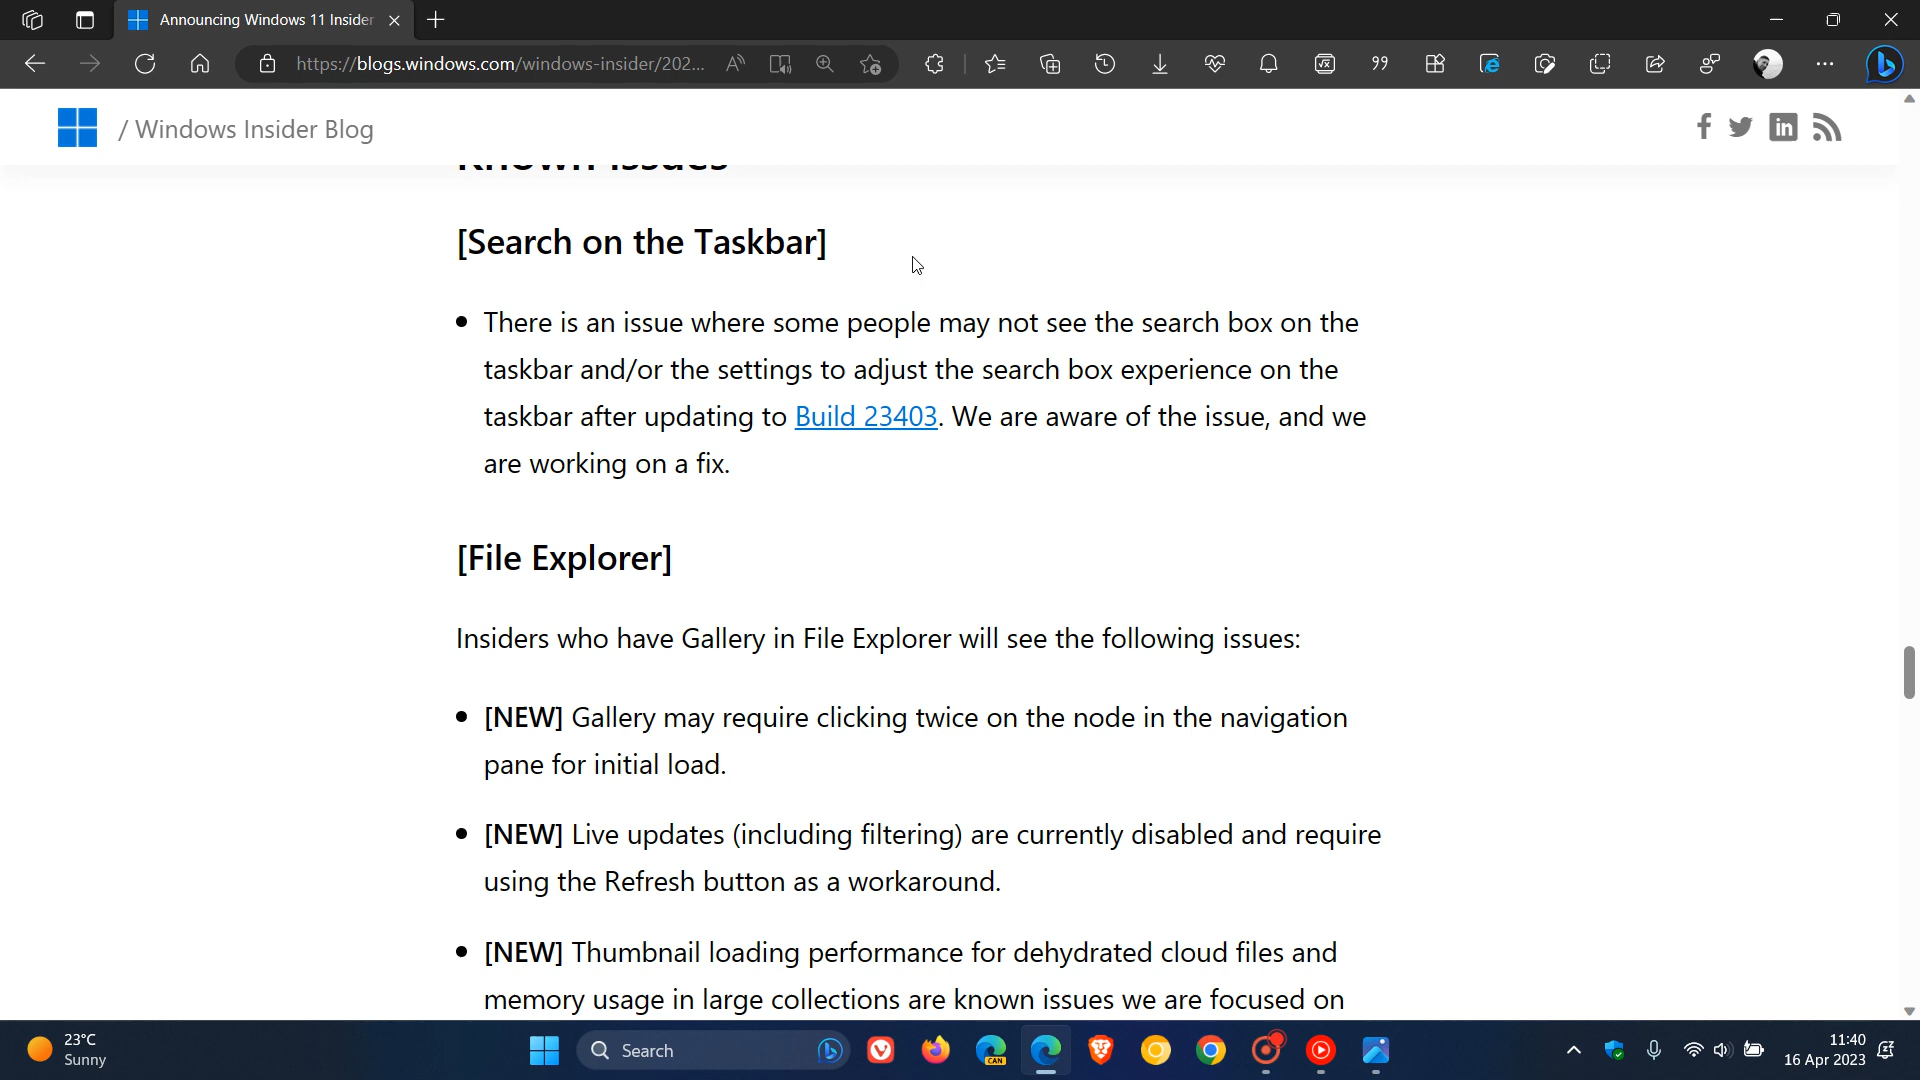 Announcing Windows 11 Insider
https://blogs.windows.com/windows-insider/202...
/ Windows Insider Blog
Known Issues
[Search on the Taskbar]
• There is an issue where some people may not see the search box on the
taskbar and/or the settings to adjust the search box experience on the
taskbar after updating to Build 23403. We are aware of the issue, and we
are working on a fix.
[File Explorer]
Insiders who have Gallery in File Explorer will see the following issues:
• [NEW] Gallery may require clicking twice on the node in the navigation
pane for initial load.
• [NEW] Live updates (including filtering) are currently disabled and require
using the Refresh button as a workaround.
• [NEW] Thumbnail loading performance for dehydrated cloud files and
memory usage in large collections are known issues we are focused on
23°C
Sunny
Search
CAN
11:40
16 Apr 2023